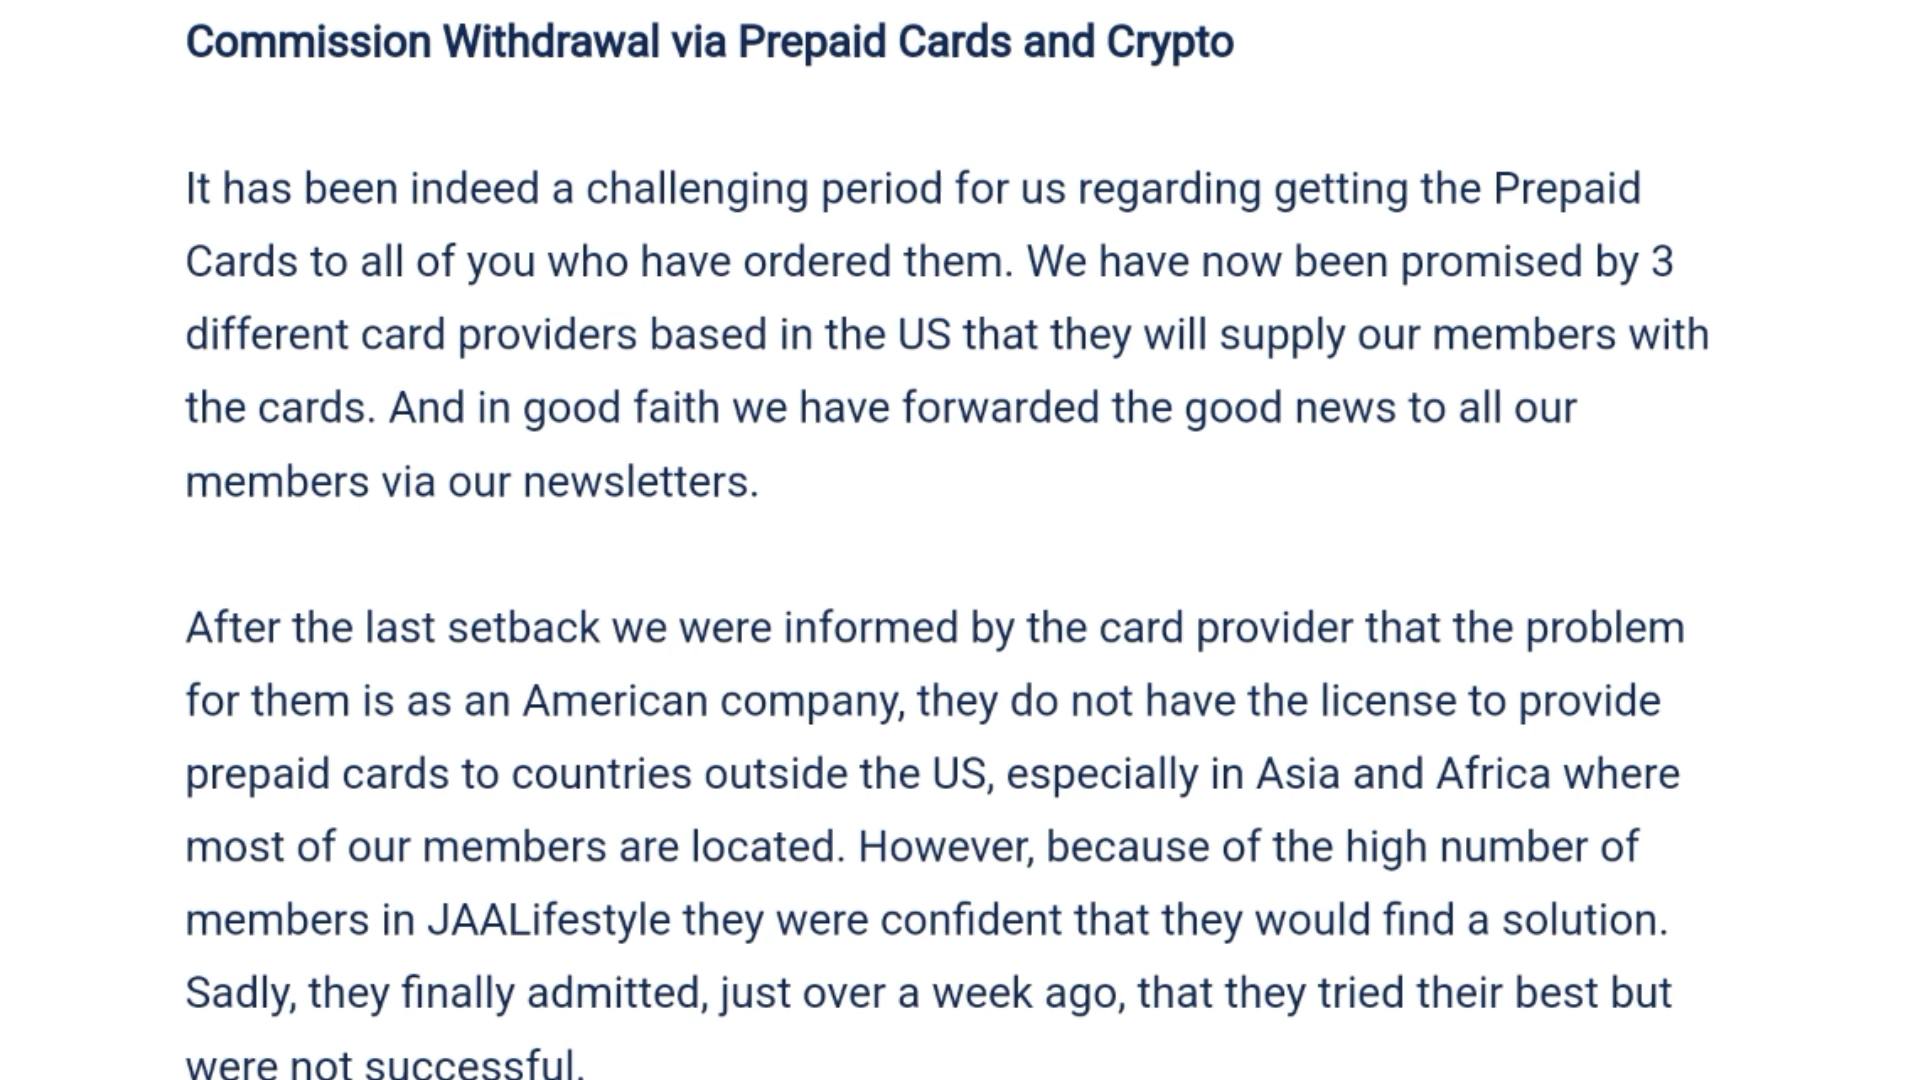 Commission Withdrawal via Prepaid Cards and Crypto
It has been indeed a challenging period for us regarding getting the Prepaid
Cards to all of you who have ordered them. We have now been promised by 3
different card providers based in the US that they will supply our members with
the cards. And in good faith we have forwarded the good news to all our
members via our newsletters.
After the last setback we were informed by the card provider that the problem
for them is as an American company, they do not have the license to provide
prepaid cards to countries outside the US, especially in Asia and Africa where
most of our members are located. However, because of the high number of
members in JAALifestyle they were confident that they would find a solution.
Sadly, they finally admitted, just over a week ago, that they tried their best but
were not successful.